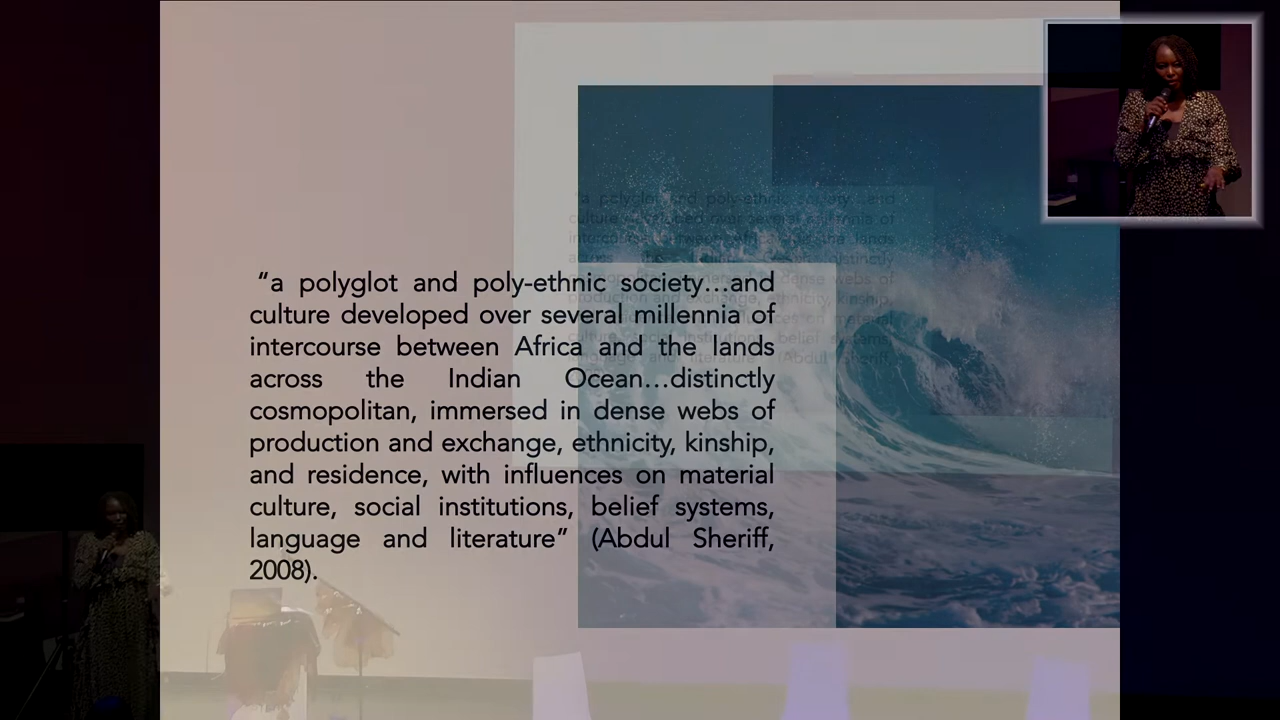 “a polyglot and poly-ethnic society…and
culture developed over several millennia of
intercourse between Africa and the lands
across the Indian Ocean…distinctly
cosmopolitan, immersed in dense webs of
production and exchange, ethnicity, kinship,
and residence, with influences on material
culture, social institutions, belief systems,
language and literature” (Abdul Sheriff,
2008).